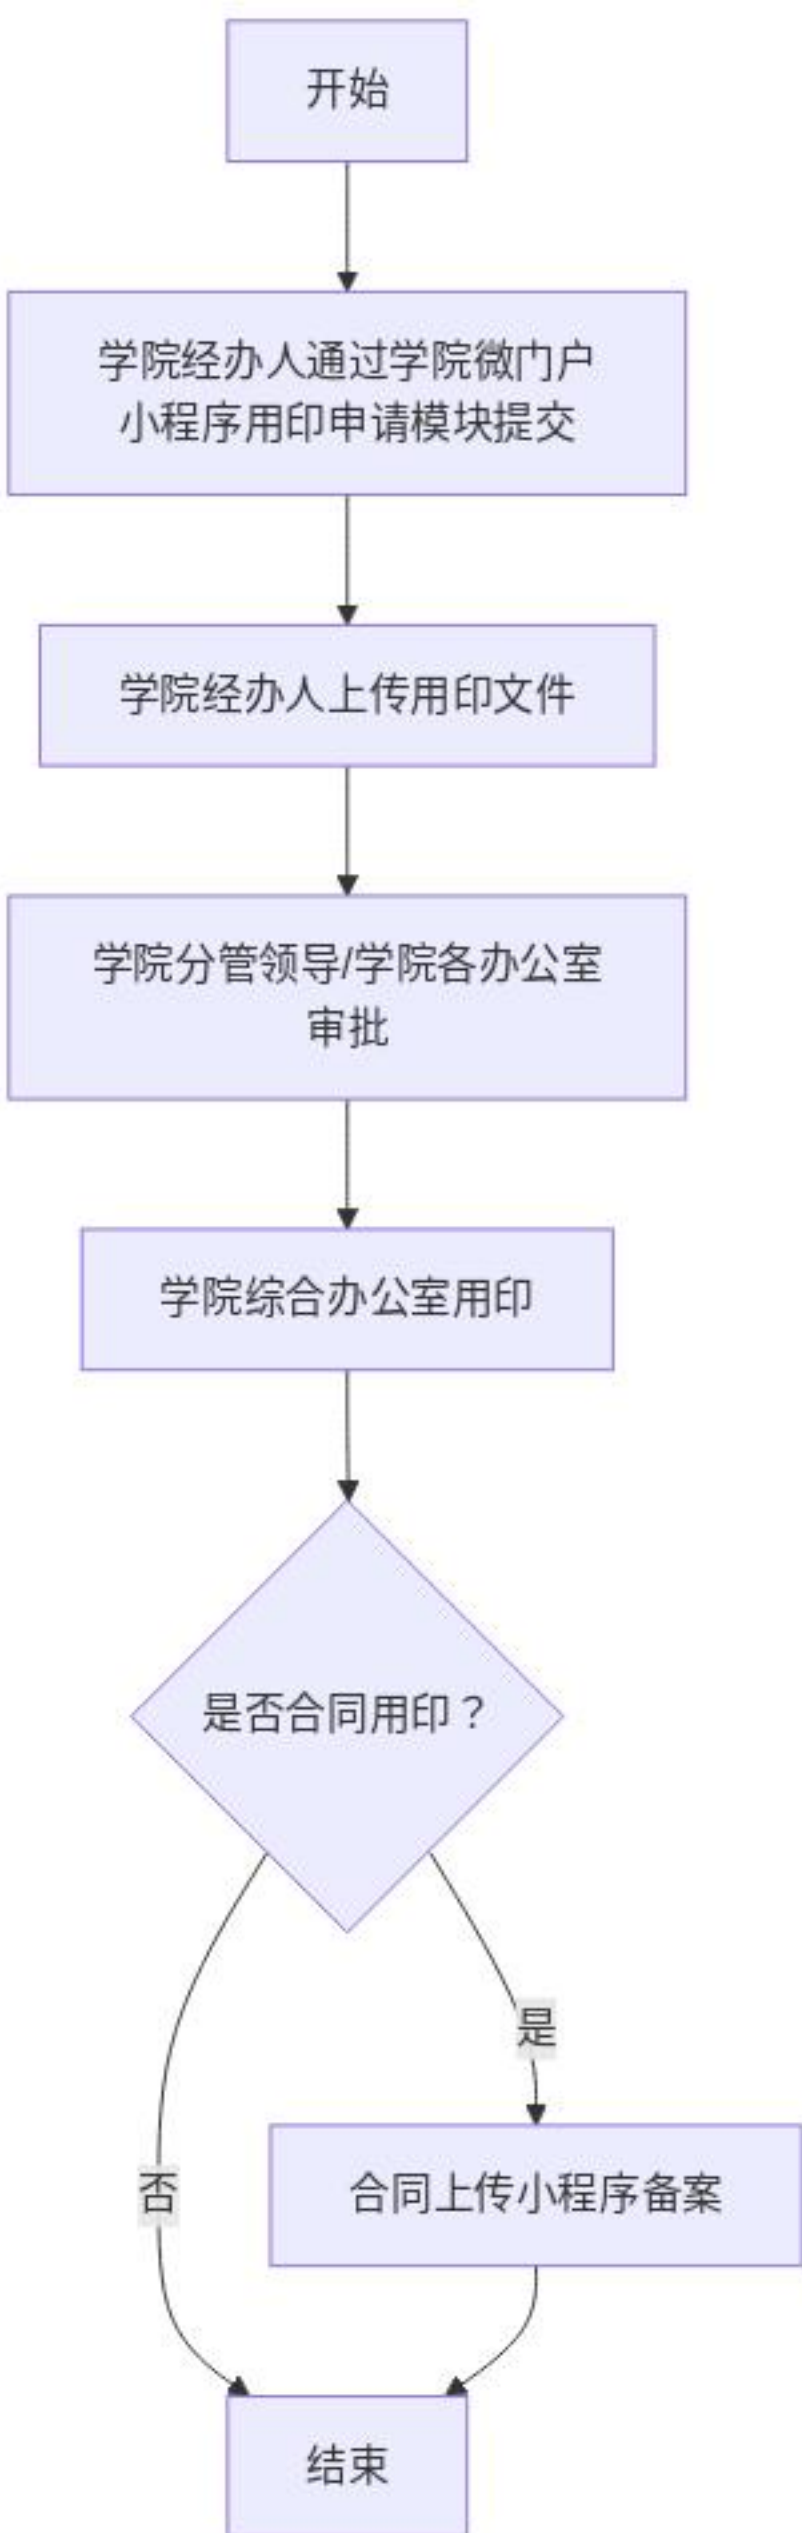 开始
学院经办人通过学院微门户
小程序用印申请模块提交
学院经办人上传用印文件
学院分管领导/学院各办公室
审批
学院综合办公室用印
是否合同用印？
是
否
合同上传小程序备案
结束